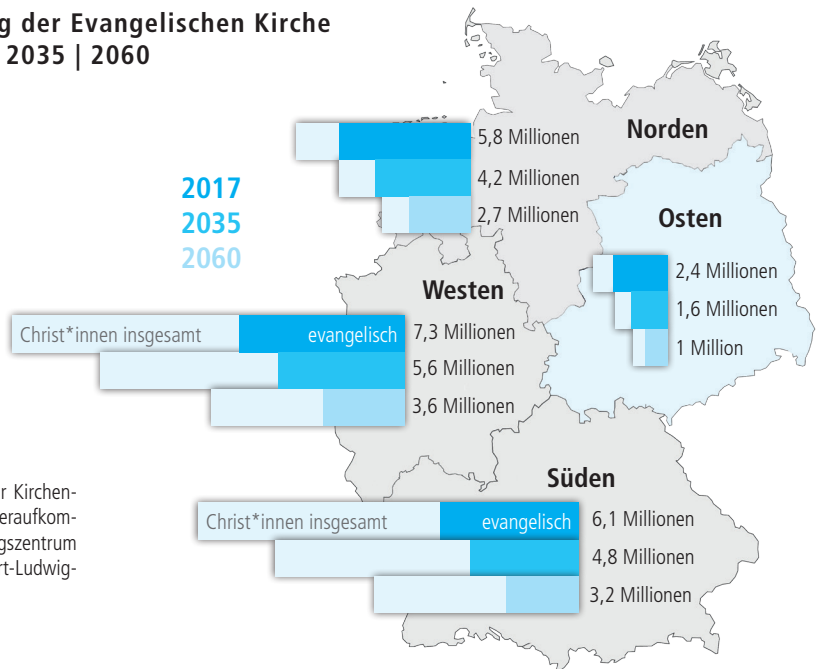 g der Evangelischen Kirche
2035 | 2060
Norden
5,8 Millionen
4,2 Millionen
2,7 Millionen
2017
2035
2060
Osten
2,4 Millionen
1,6 Millionen
1 Million
Westen
Christ*innen insgesamt evangelisch 7,3 Millionen
5,6 Millionen
3,6 Millionen
r Kirchen-
eraufkom-
gszentrum
rt-Ludwig-
Süden
Christ*innen insgesamt evangelisch 6,1 Millionen
4,8 Millionen
3,2 Millionen